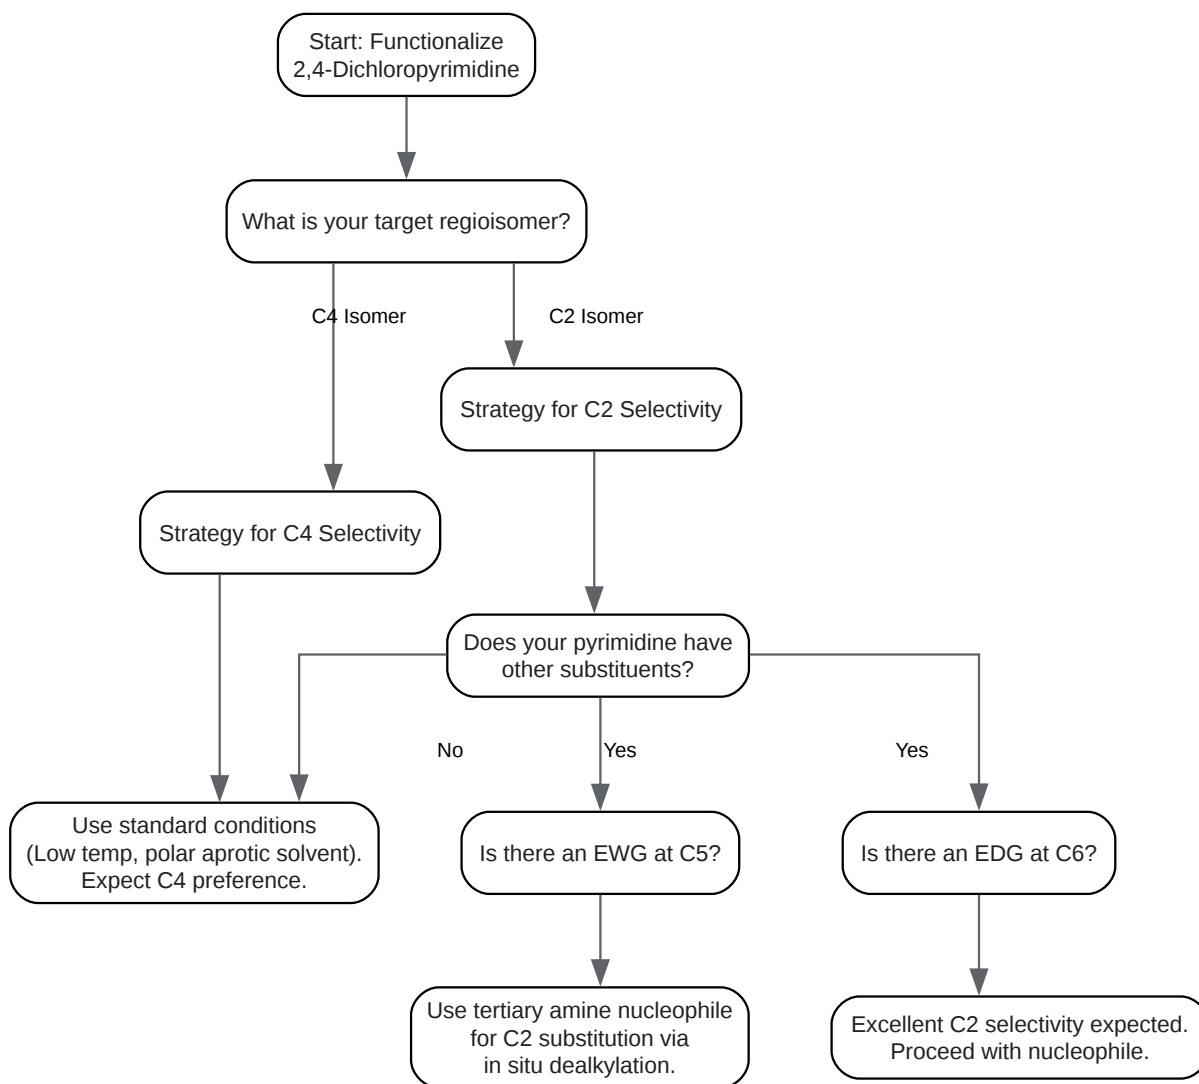 Start: Functionalize
2,4-Dichloropyrimidine
What is your target regioisomer?
C4 Isomer
C2 Isomer
Strategy for C2 Selectivity
Strategy for C4 Selectivity
Does your pyrimidine have
other substituents?
No
Yes
Yes
Use standard conditions
(Low temp, polar aprotic solvent).
Expect C4 preference.
Is there an EWG at C5?
Is there an EDG at C6?
Use tertiary amine nucleophile
for C2 substitution via
in situ dealkylation.
Excellent C2 selectivity expected.
Proceed with nucleophile.